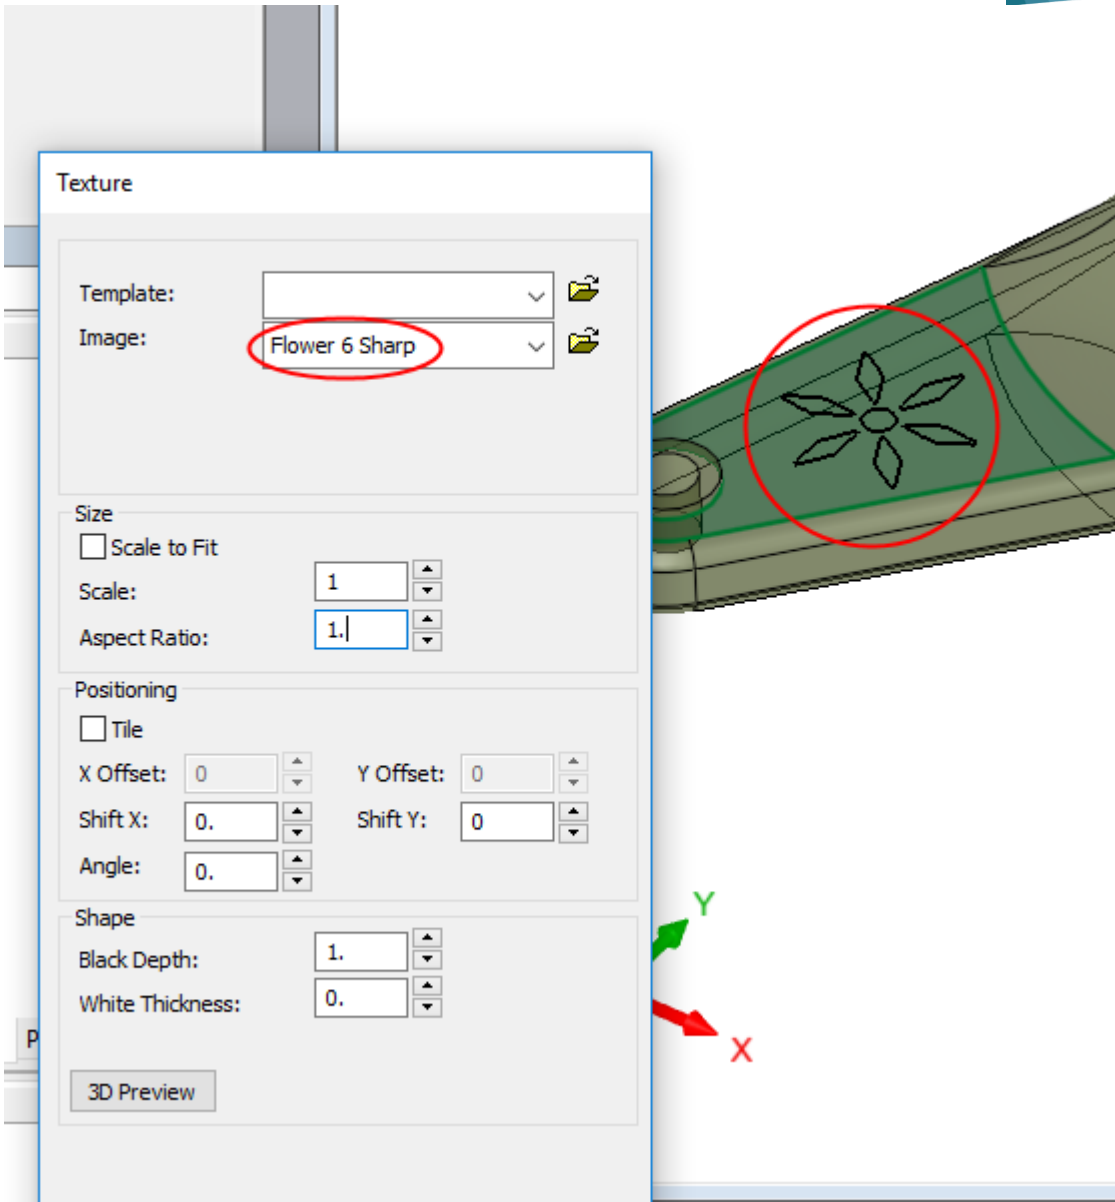 Texture
Template:
Image: Flower 6 Sharp
Size
Scale to Fit
Scale: 1
Aspect Ratio: 1.
Positioning
Tile
X Offset: 0 Y Offset: 0
Shift X: 0. Shift Y: 0
Angle: 0.
Shape
Black Depth: 1.
White Thickness: 0.
P
3D Preview
Y
X